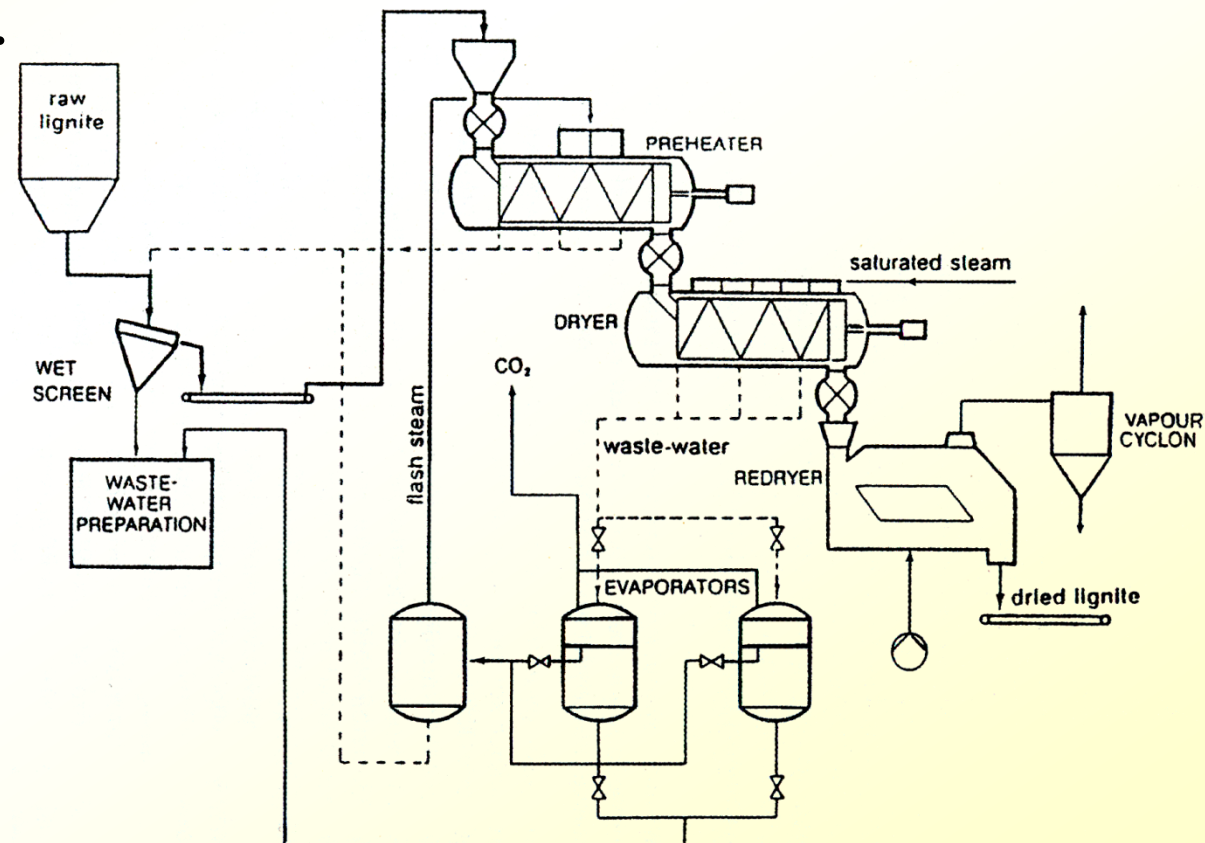 raw
lignite
PREHEATER
saturated steam
DRYER
WET
SCREEN
CO₂
flash steam
waste-water
VAPOUR
CYCLON
REDRYER
WASTE-
WATER
PREPARATION
EVAPORATORS
dried lignite